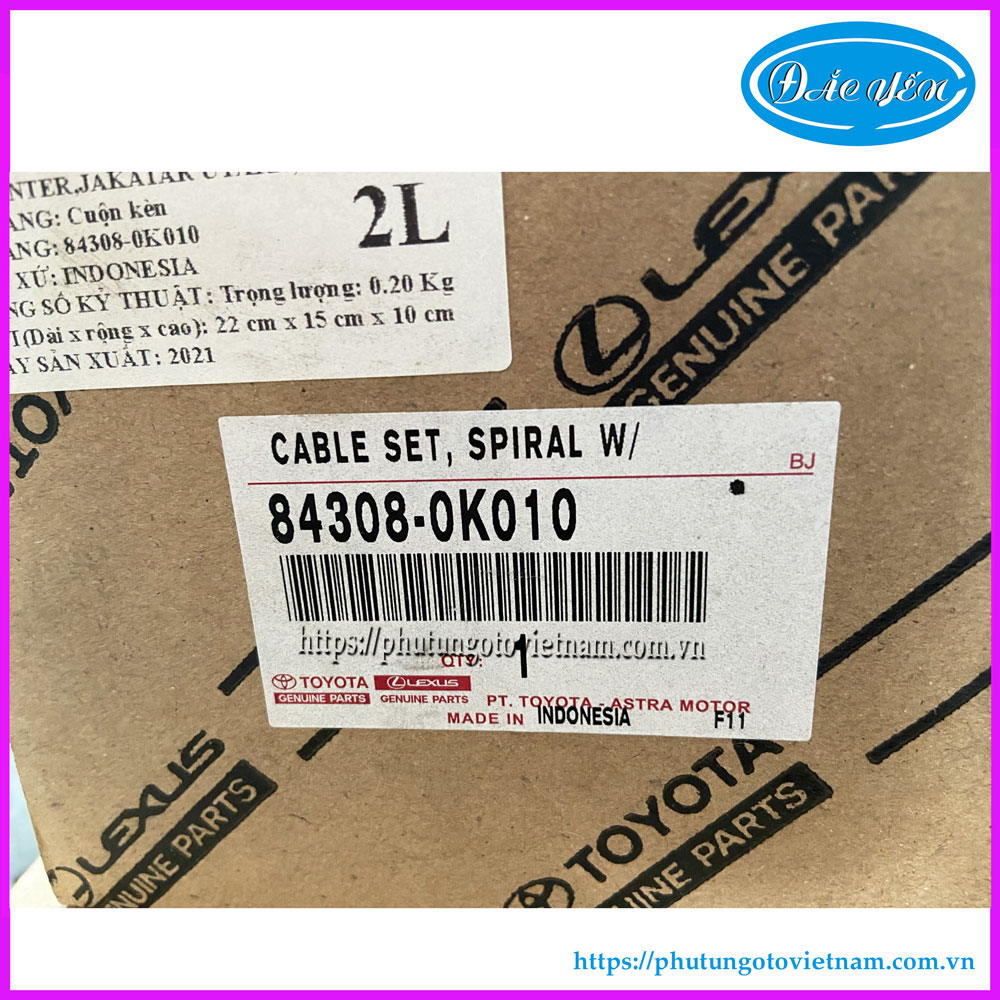 ĐẮC YẾN
2L
ANG: Cuộn kèn
ANG: 84308-0K010
XỨ: INDONESIA
NG SỐ KỸ THUẬT: Trọng lượng: 0.20 Kg
(Dài x rộng x cao): 22 cm x 15 cm x 10 cm
AY SẢN XUẤT: 2021
LEXUS
GENUINE PARTS
CABLE SET, SPIRAL W/
BJ
84308-0K010
https://phutungotovietnam.com.vn
QTY: 1
TOYOTA LEXUS
GENUINE PARTS GENUINE PARTS
PT. TOYOTA - ASTRA MOTOR
MADE IN INDONESIA F11
LEXUS
GENUINE PARTS
TOYOTA
GENUINE PARTS
https://phutungotovietnam.com.vn